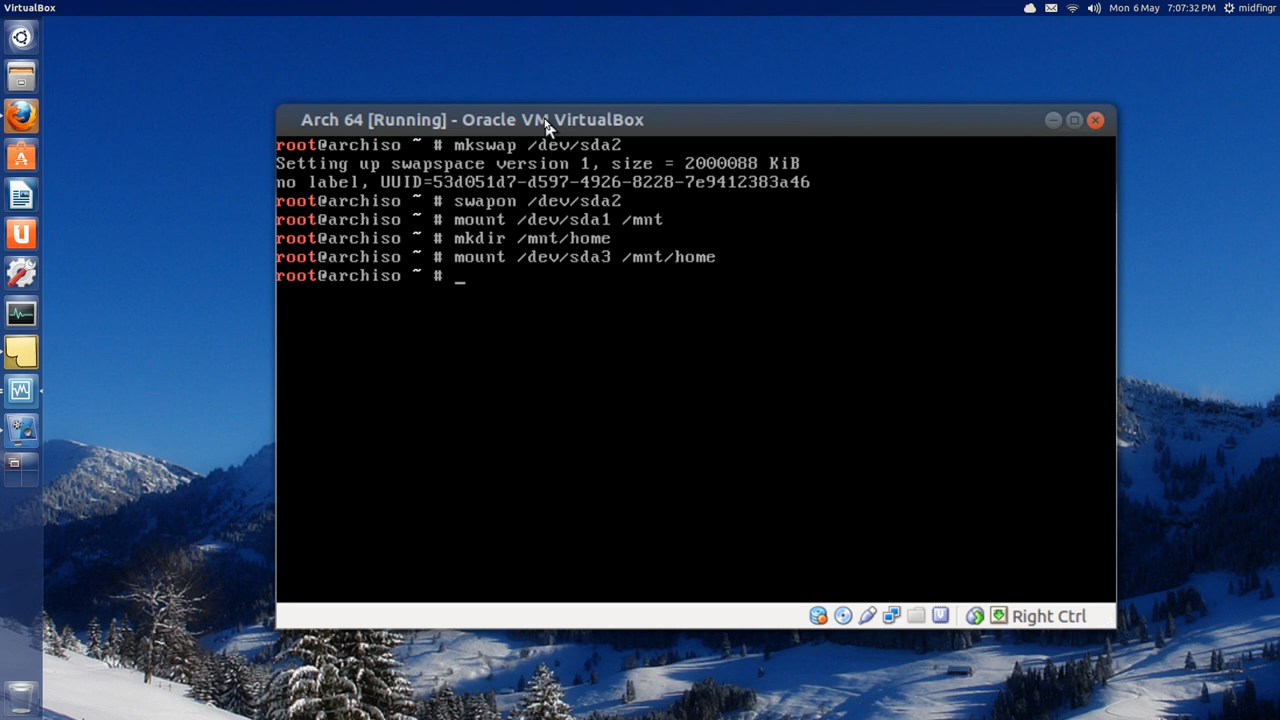 VirtualBox
Mon 6 May 7:07:32 PM midfingr
Arch 64 [Running] - Oracle VM VirtualBox
root@archiso ~ # mkswap /dev/sda2
Setting up swapspace version 1, size = 2000088 KiB
no label, UUID=53d051d7-d597-4926-8228-7e9412383a46
root@archiso ~ # swapon /dev/sda2
root@archiso ~ # mount /dev/sda1 /mnt
root@archiso ~ # mkdir /mnt/home
root@archiso ~ # mount /dev/sda3 /mnt/home
root@archiso ~ # _
Right Ctrl